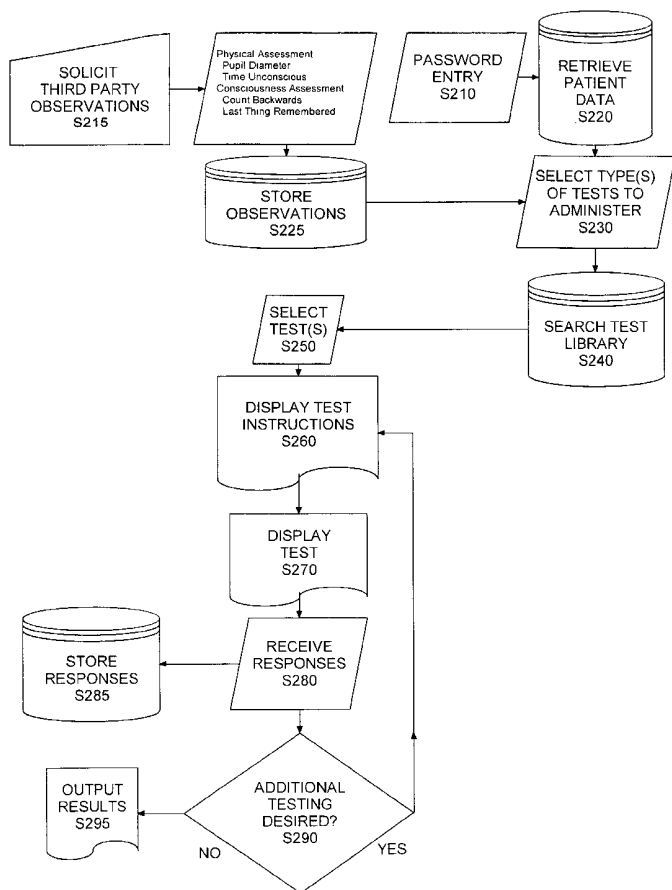 SOLICIT
THIRD PARTY
OBSERVATIONS
S215
Physical Assessment
Pupil Diameter
Time Unconscious
Consciousness Assessment
Count Backwards
Last Thing Remembered
PASSWORD
ENTRY
S210
RETRIEVE
PATIENT
DATA
S220
STORE
OBSERVATIONS
S225
SELECT TYPE(S)
OF TESTS TO
ADMINISTER
S230
SELECT
TEST(S)
S250
SEARCH TEST
LIBRARY
S240
DISPLAY TEST
INSTRUCTIONS
S260
DISPLAY
TEST
S270
RECEIVE
RESPONSES
S280
STORE
RESPONSES
S285
ADDITIONAL
TESTING
DESIRED?
S290
OUTPUT
RESULTS
S295
NO
YES